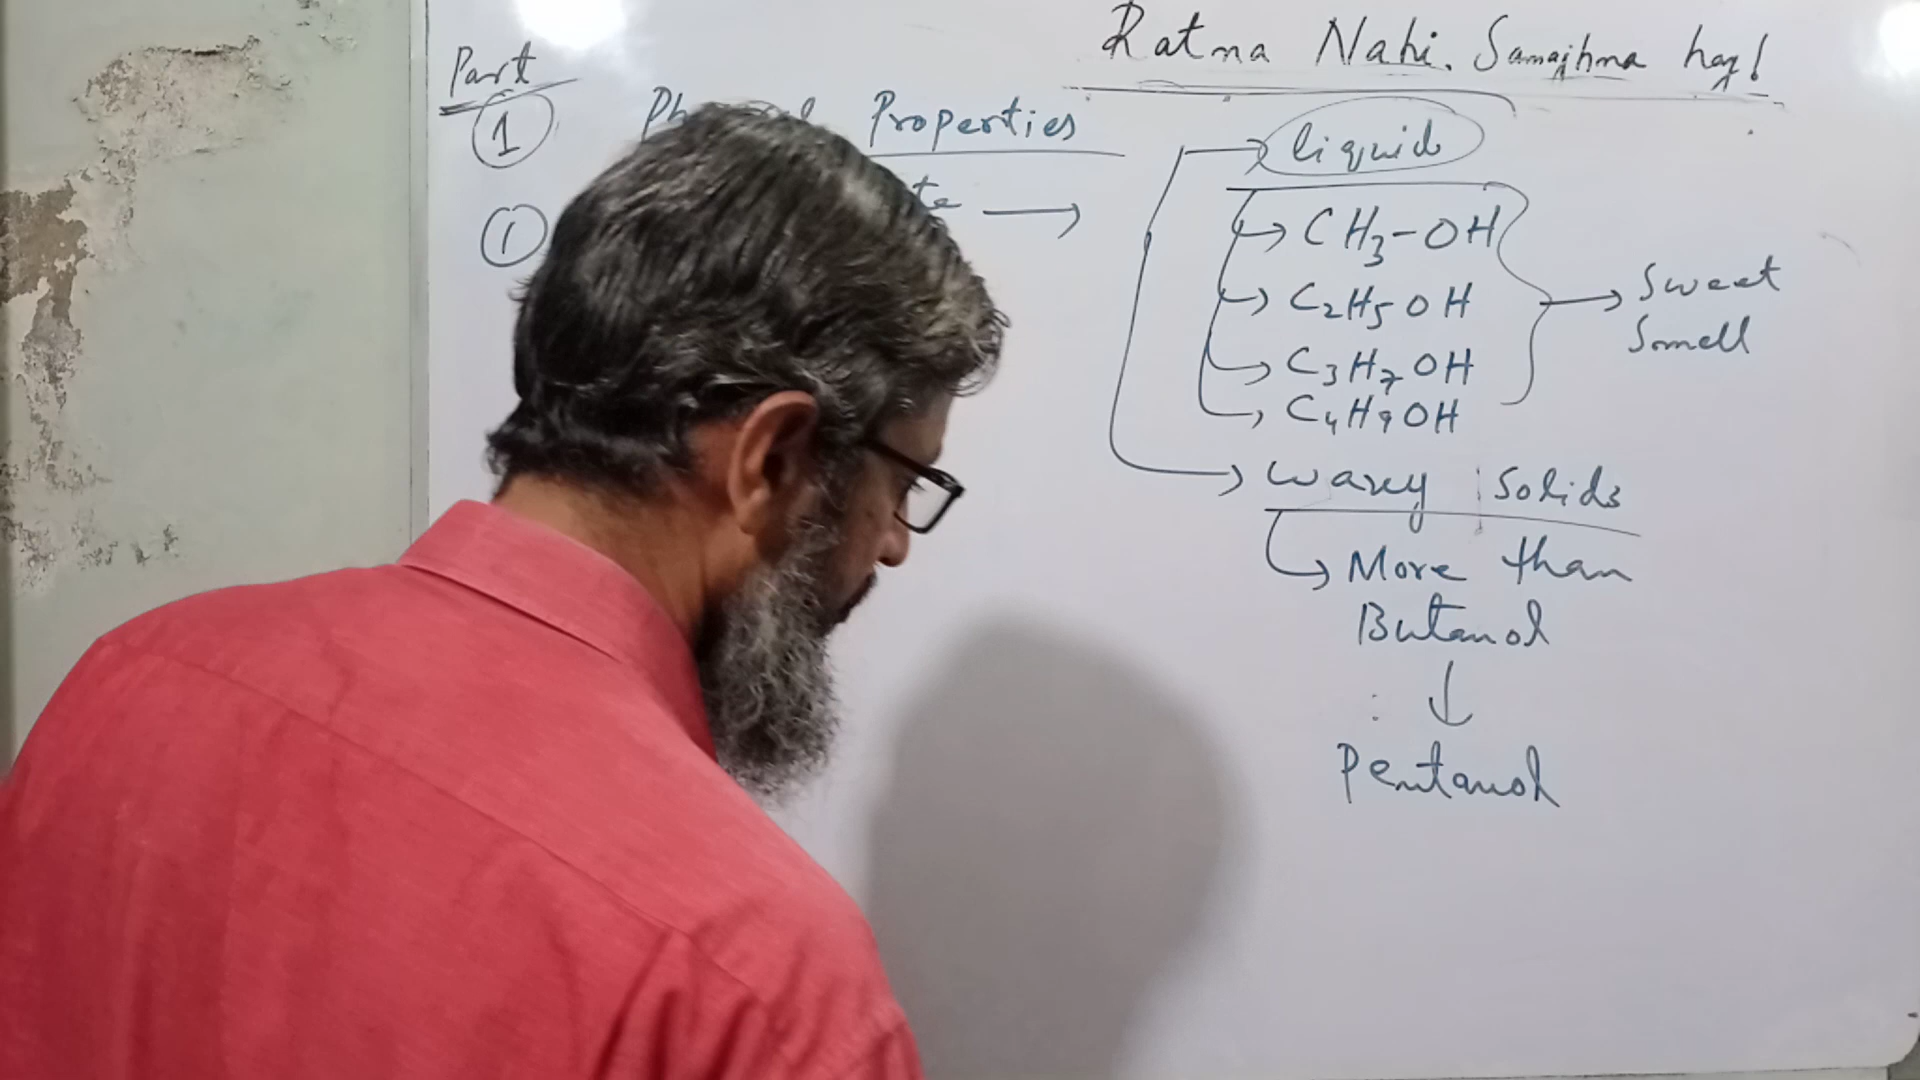 Ratna Nahi. Samajhna hay!
Part
1
Properties
liquid
1
CH3-OH
C2H5OH
C3H7OH
C4H9OH
Sweet
Smell
waxy solids
More than
Butanol
Pentanol